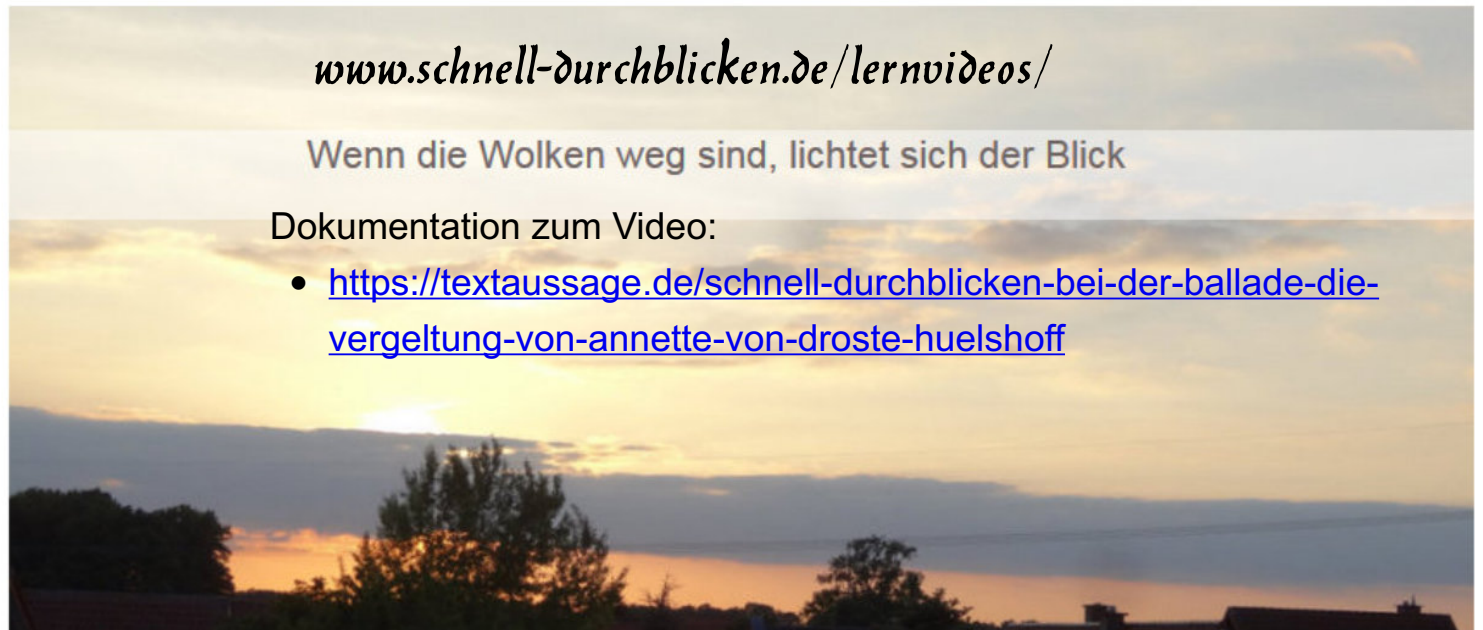 www.schnell-durchblicken.de/lernvideos/
Wenn die Wolken weg sind, lichtet sich der Blick
Dokumentation zum Video:
• https://textaussage.de/schnell-durchblicken-bei-der-ballade-die-
vergeltung-von-annette-von-droste-huelshoff